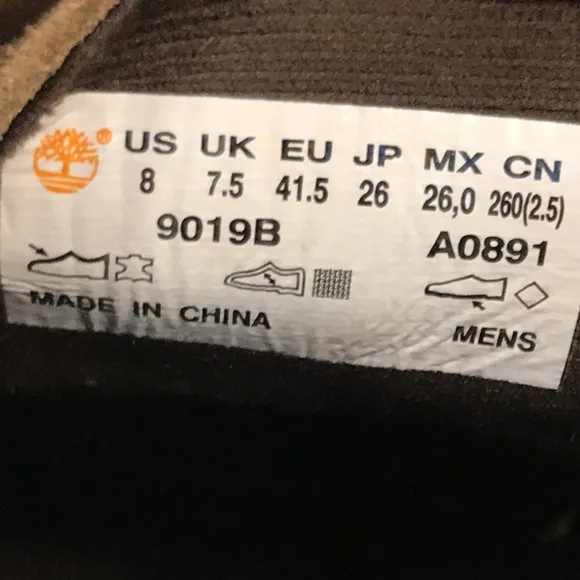 ® US UK EU JP MX CN
8 7.5 41.5 26 26,0 260(2.5)
9019B A0891
MADE IN CHINA MENS